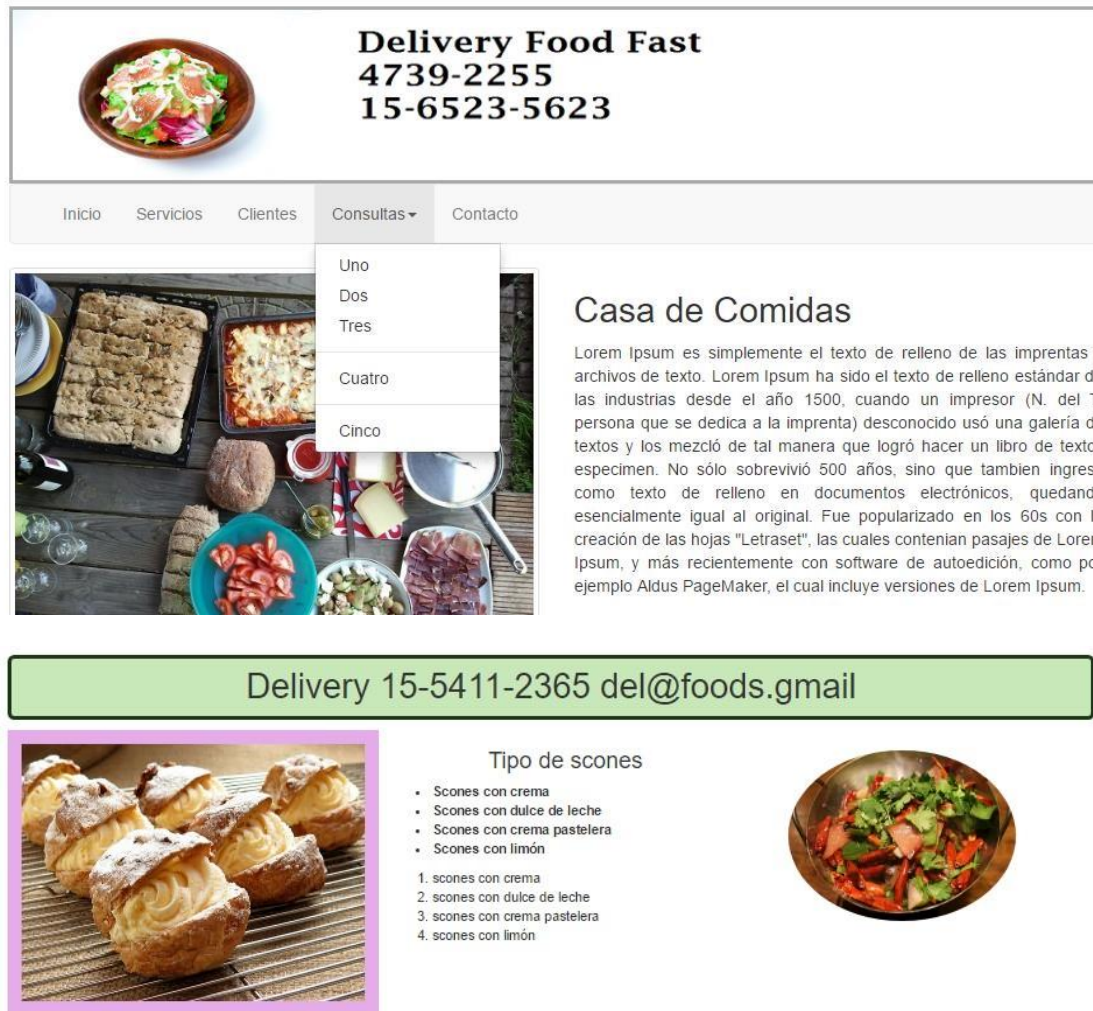 Delivery Food Fast
4739-2255
15-6523-5623
Inicio Servicios Clientes Consultas Contacto
Uno
Dos
Tres
Cuatro
Cinco
Casa de Comidas
Lorem Ipsum es simplemente el texto de relleno de las imprentas
archivos de texto. Lorem Ipsum ha sido el texto de relleno estándar d
las industrias desde el año 1500, cuando un impresor (N. del T
persona que se dedica a la imprenta) desconocido usó una galería d
textos y los mezcló de tal manera que logró hacer un libro de texto
especimen. No sólo sobrevivió 500 años, sino que tambien ingres
como texto de relleno en documentos electrónicos, quedand
esencialmente igual al original. Fue popularizado en los 60s con l
creación de las hojas "Letraset", las cuales contenian pasajes de Lorem
Ipsum, y más recientemente con software de autoedición, como po
ejemplo Aldus PageMaker, el cual incluye versiones de Lorem Ipsum.
Delivery 15-5411-2365 del@foods.gmail
Tipo de scones
• Scones con crema
• Scones con dulce de leche
• Scones con crema pastelera
• Scones con limón
1. scones con crema
2. scones con dulce de leche
3. scones con crema pastelera
4. scones con limón